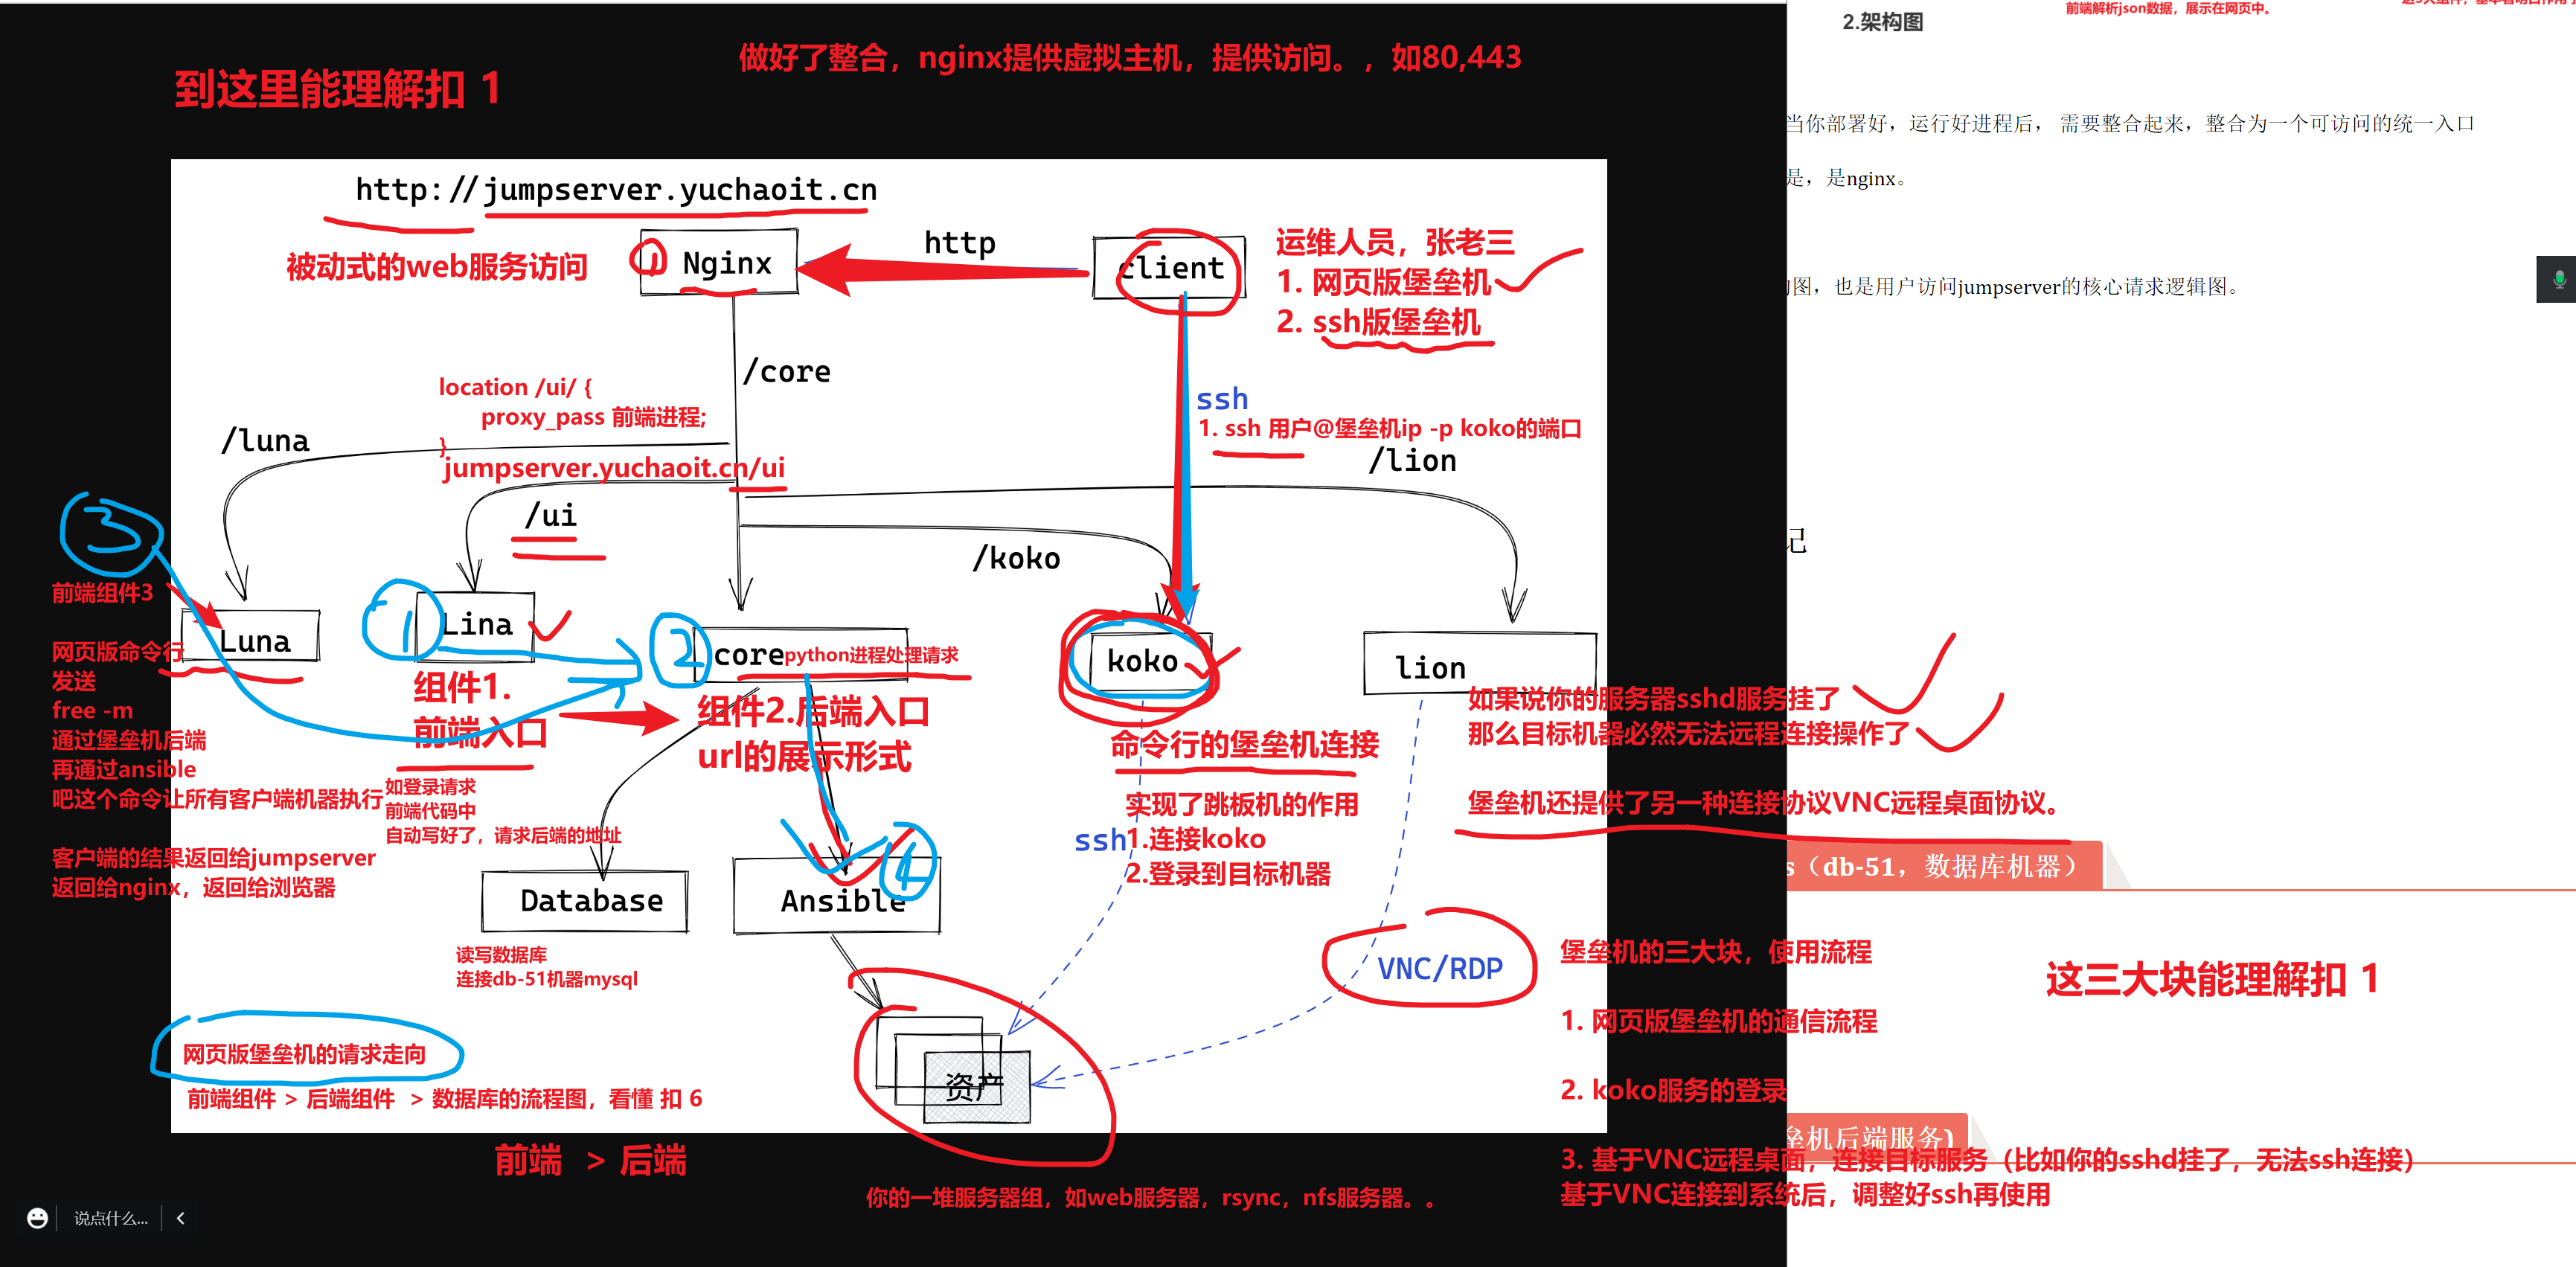 2.架构图
前端解析json数据，展示在网页中。
做好了整合，nginx提供虚拟主机，提供访问。，如80,443
到这里能理解扣 1
当你部署好，运行好进程后，需要整合起来，整合为一个可访问的统一入口
是，是nginx。
图，也是用户访问jumpserver的核心请求逻辑图。
记
http://jumpserver.yuchaoit.cn
被动式的web服务访问
1
Nginx
http
client
运维人员，张老三
1. 网页版堡垒机
2. ssh版堡垒机
/core
location /ui/ {
proxy_pass 前端进程;
}
jumpserver.yuchaoit.cn/ui
ssh
1. ssh 用户@堡垒机ip -p koko的端口
/luna
/ui
/koko
/lion
3
前端组件3
Luna
1
Lina
2
core
python进程处理请求
koko
lion
网页版命令行
发送
free -m
通过堡垒机后端
再通过ansible
吧这个命令让所有客户端机器执行
客户端的结果返回给jumpserver
返回给nginx，返回给浏览器
组件1.
前端入口
组件2.后端入口
url的展示形式
如登录请求
前端代码中
自动写好了，请求后端的地址
命令行的堡垒机连接
实现了跳板机的作用
ssh
1.连接koko
2.登录到目标机器
如果说你的服务器sshd服务挂了
那么目标机器必然无法远程连接操作了
堡垒机还提供了另一种连接协议VNC远程桌面协议。
s（db-51，数据库机器）
4
Database
Ansible
读写数据库
连接db-51机器mysql
VNC/RDP
堡垒机的三大块，使用流程
这三大块能理解扣 1
1. 网页版堡垒机的通信流程
2. koko服务的登录
垒机后端服务)
3. 基于VNC远程桌面，连接目标服务（比如你的sshd挂了，无法ssh连接）
基于VNC连接到系统后，调整好ssh再使用
资产
网页版堡垒机的请求走向
前端组件 > 后端组件 > 数据库的流程图，看懂 扣 6
前端 > 后端
你的一堆服务器组，如web服务器，rsync，nfs服务器。。
说点什么...